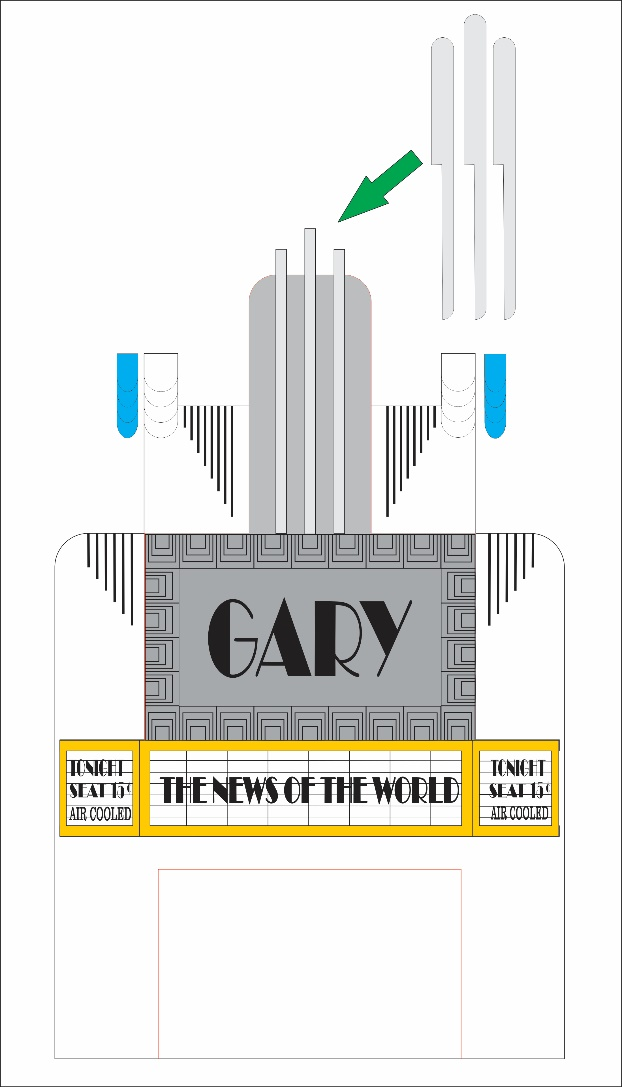 GARY
TONIGHT
SEAT 15¢
AIR COOLED
THE NEWS OF THE WORLD
TONIGHT
SEAT 15¢
AIR COOLED